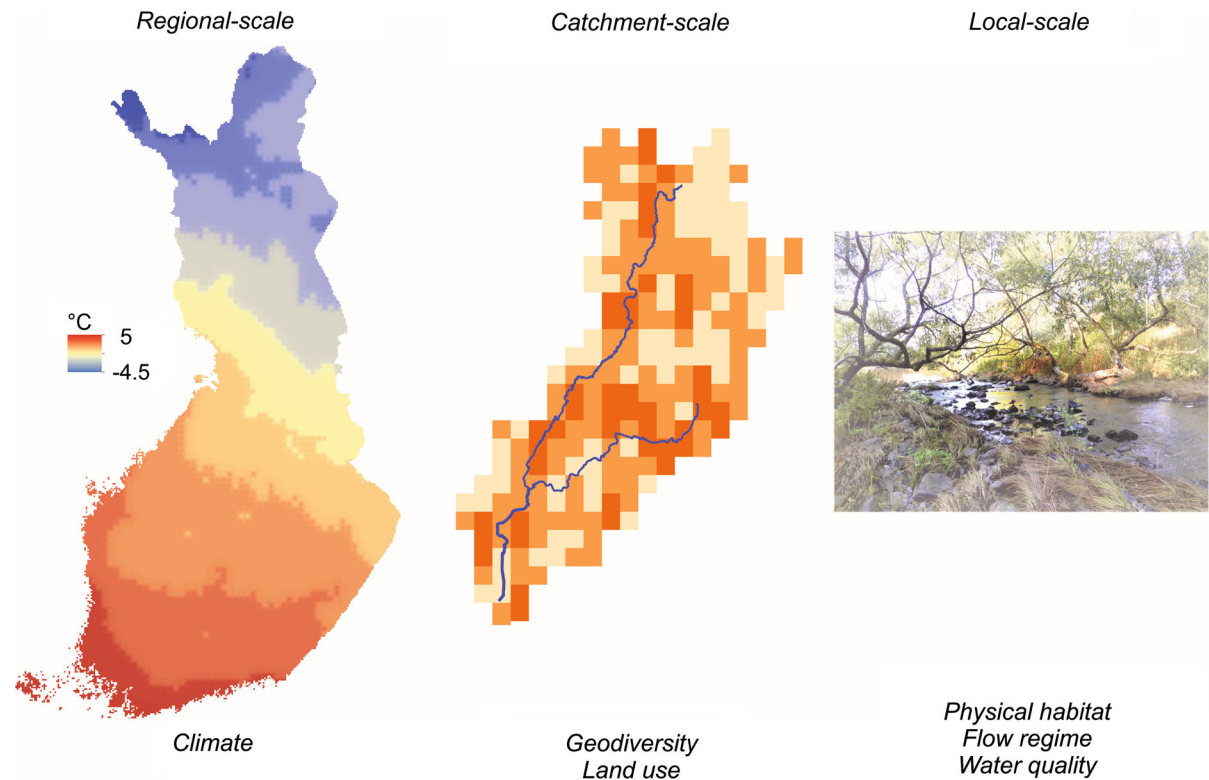 Regional-scale
Catchment-scale
Local-scale
°C
5
-4.5
Climate
Geodiversity
Land use
Physical habitat
Flow regime
Water quality